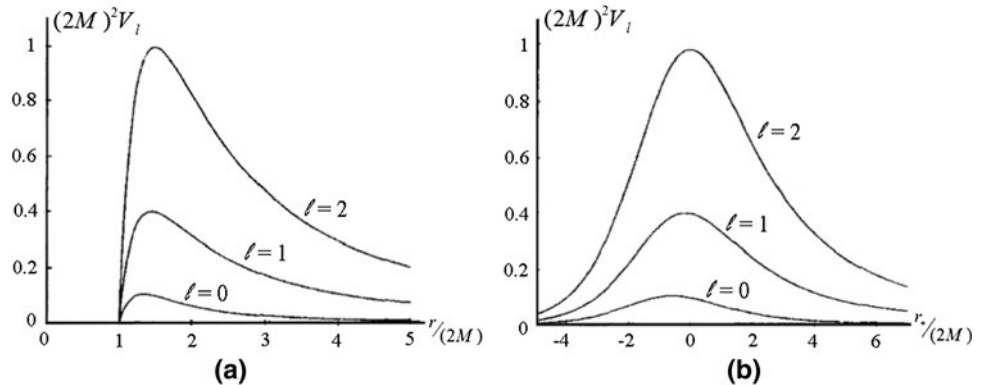 (2M)²V_l
1
0.8
0.6
0.4
0.2
0
ℓ = 2
ℓ = 1
ℓ = 0
0 1 2 3 4 5 r/(2M)
(a)
(2M)²V_l
1
0.8
0.6
0.4
0.2
0
ℓ = 2
ℓ = 1
ℓ = 0
-4 -2 0 2 4 6 r*/(2M)
(b)